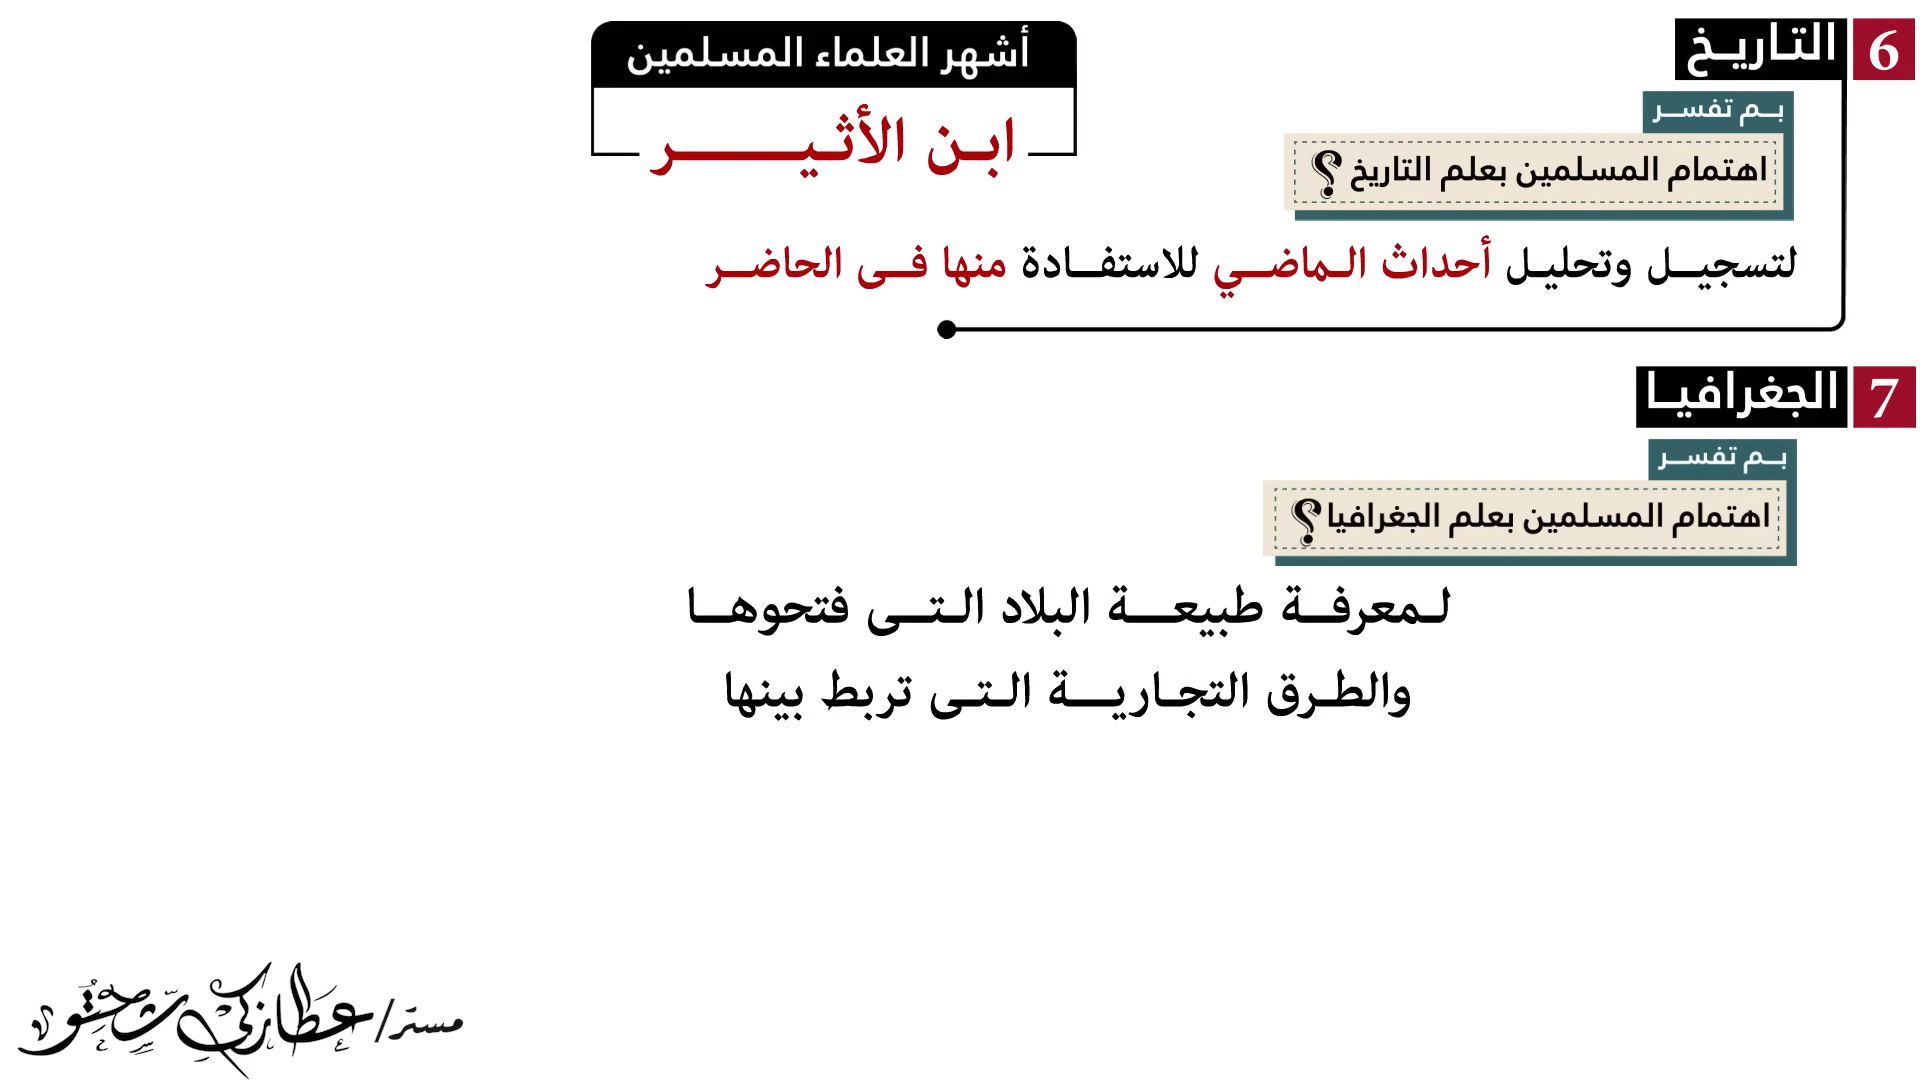 6 التاريخ
أشهر العلماء المسلمين
ابن الأثير
بم تفسر
اهتمام المسلمين بعلم التاريخ ؟
لتسجيل وتحليل أحداث الماضي للاستفادة منها فى الحاضر
7 الجغرافيا
بم تفسر
اهتمام المسلمين بعلم الجغرافيا ؟
لمعرفة طبيعة البلاد التى فتحوها
والطرق التجارية التى تربط بينها
مستر/ عطا زكى